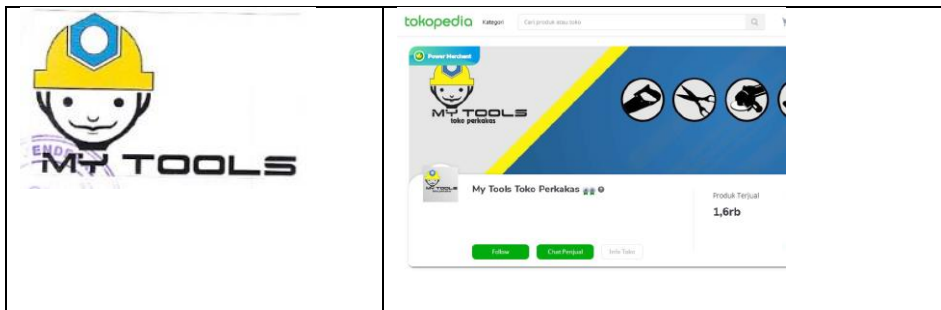 ENDO
MY TOOLS
tokopedia
Kategori
Cari produk atau toko
Power Merchant
MY TOOLS
toko perkakas
MY TOOLS
My Tools Toko Perkakas
Produk Terjual
1,6rb
Follow
Chat Penjual
Info Toko